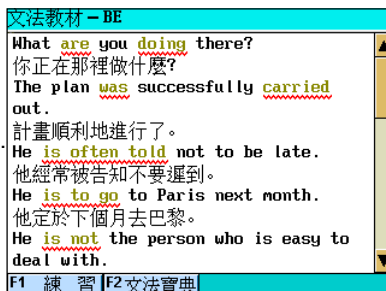 文法教材 – BE
What are you doing there?
你正在那裡做什麼?
The plan was successfully carried
out.
計畫順利地進行了。
He is often told not to be late.
他經常被告知不要遲到。
He is to go to Paris next month.
他定於下個月去巴黎。
He is not the person who is easy to
deal with.
F1 練 習 F2 文法寶典